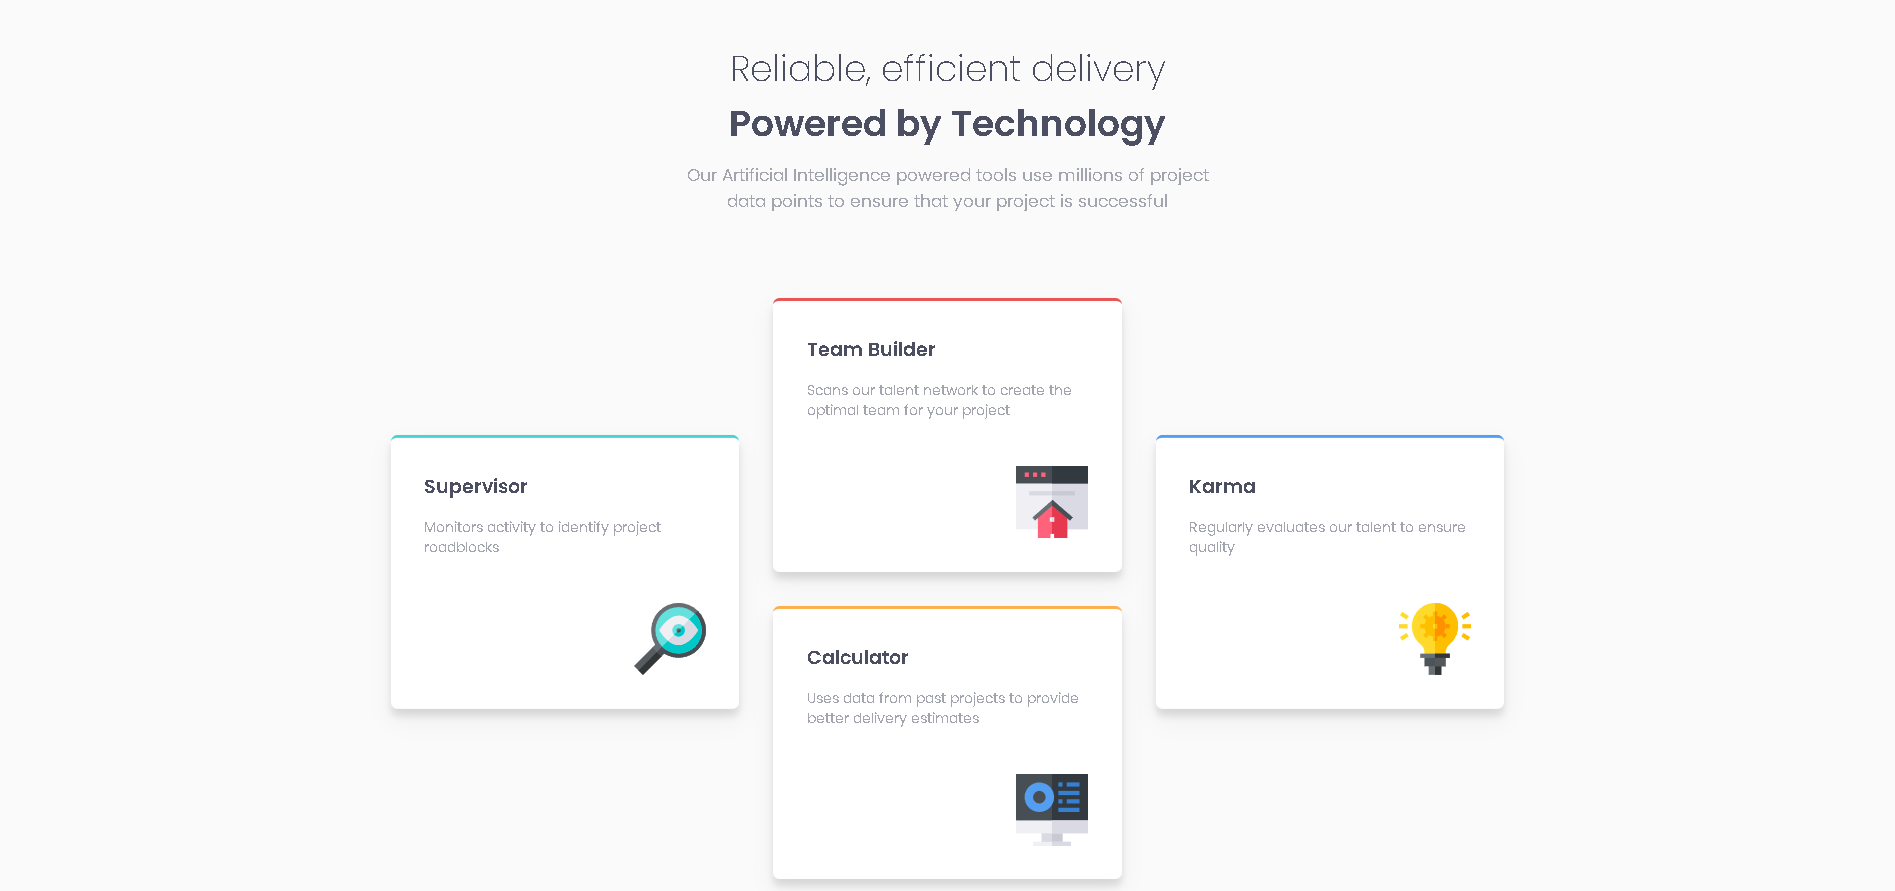 Reliable, efficient delivery
Powered by Technology
Our Artificial Intelligence powered tools use millions of project
data points to ensure that your project is successful
Team Builder
Scans our talent network to create the
optimal team for your project
Supervisor
Monitors activity to identify project
roadblocks
Karma
Regularly evaluates our talent to ensure
quality
Calculator
Uses data from past projects to provide
better delivery estimates